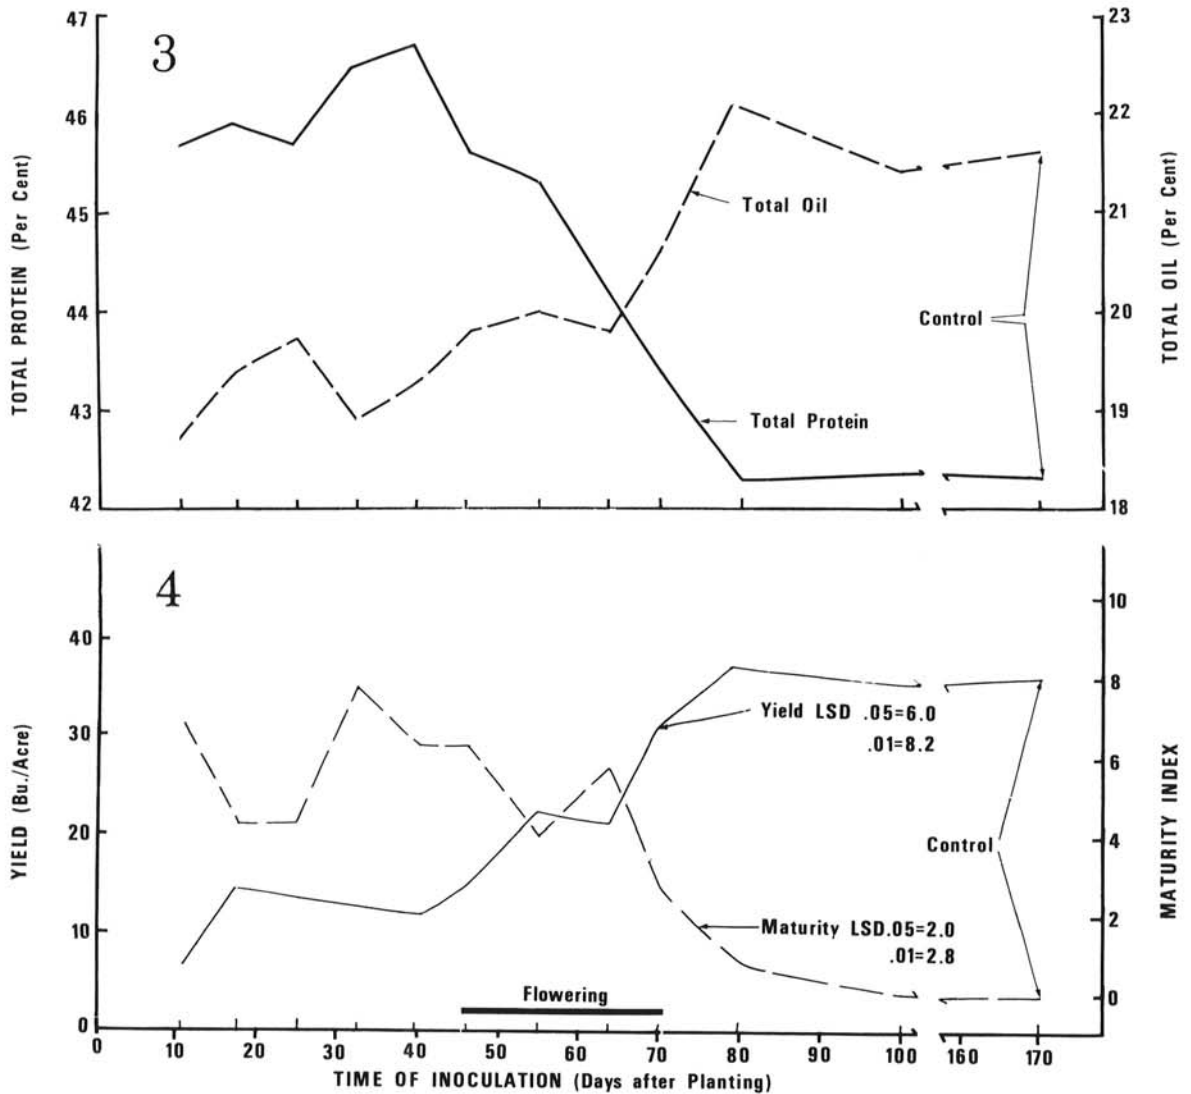 3
TOTAL PROTEIN (Per Cent)
47
46
45
44
43
42
TOTAL OIL (Per Cent)
23
22
21
20
19
18
Total Oil
Control
Total Protein
4
YIELD (Bu./Acre)
40
30
20
10
0
MATURITY INDEX
10
8
6
4
2
0
Yield LSD .05=6.0
.01=8.2
Control
Maturity LSD.05=2.0
.01=2.8
Flowering
0 10 20 30 40 50 60 70 80 90 100 160 170
TIME OF INOCULATION (Days after Planting)